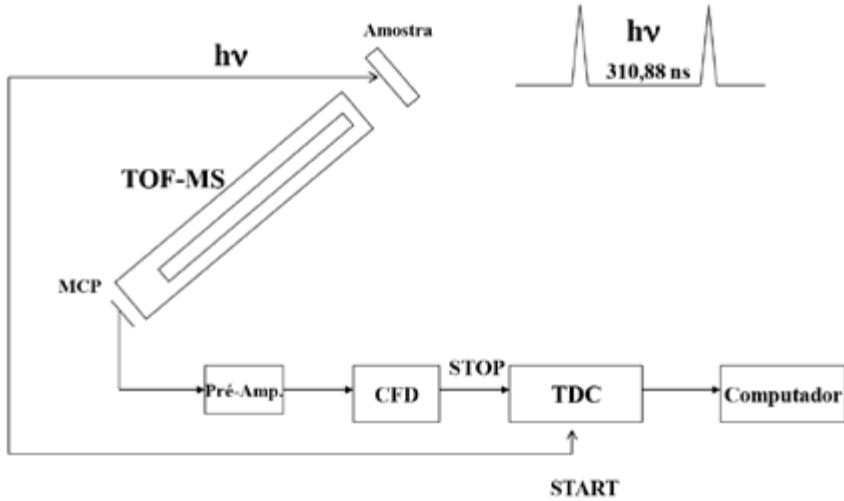 Amostra
hν
hν
310,88 ns
TOF-MS
MCP
STOP
Pré-Amp.
CFD
TDC
Computador
START